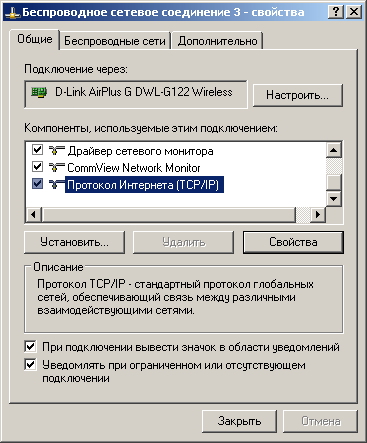 Беспроводное сетевое соединение 3 - свойства
Общие
Беспроводные сети
Дополнительно
Подключение через:
D-Link AirPlus G DWL-G122 Wireless
Настроить...
Компоненты, используемые этим подключением:
Драйвер сетевого монитора
CommView Network Monitor
Протокол Интернета (TCP/IP)
Установить...
Удалить
Свойства
Описание
Протокол TCP/IP - стандартный протокол глобальных
сетей, обеспечивающий связь между различными
взаимодействующими сетями.
При подключении вывести значок в области уведомлений
Уведомлять при ограниченном или отсутствующем
подключении
Закрыть
Отмена